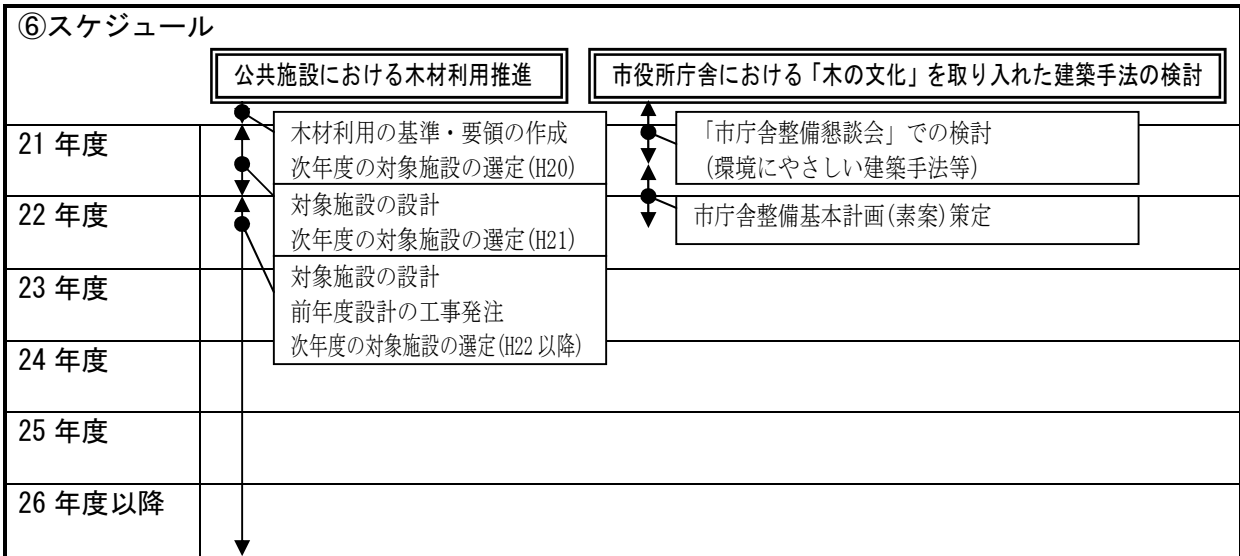 ⑥スケジュール
公共施設における木材利用推進
市役所庁舎における「木の文化」を取り入れた建築手法の検討
21 年度
木材利用の基準・要領の作成
次年度の対象施設の選定(H20)
「市庁舎整備懇談会」での検討
(環境にやさしい建築手法等)
22 年度
対象施設の設計
次年度の対象施設の選定(H21)
市庁舎整備基本計画(素案)策定
23 年度
対象施設の設計
前年度設計の工事発注
次年度の対象施設の選定(H22 以降)
24 年度
25 年度
26 年度以降